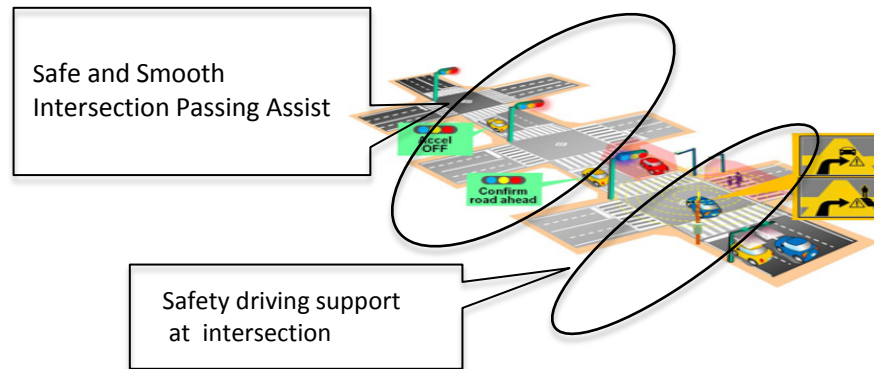 Safe and Smooth
Intersection Passing Assist
Accel
OFF
Confirm
road ahead
Safety driving support
at intersection